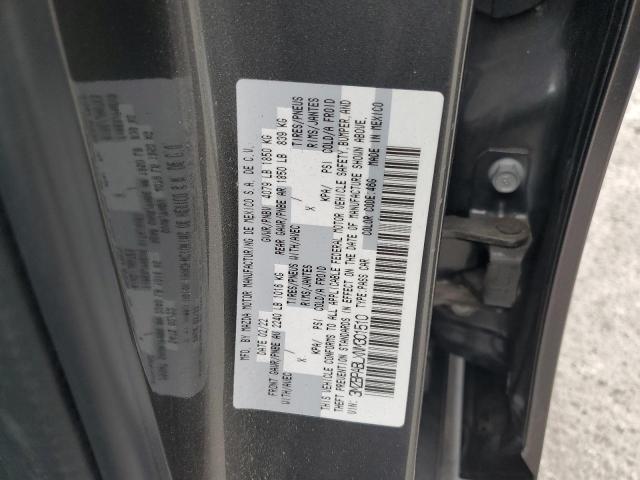 MFD. BY MAZDA MOTOR MANUFACTURING DE MEXICO S.A. DE C.V.
DATE 02/22 GVWR/PNBV 4079 LB 1850 KG
FRONT GAWR/PNBE AV 2240 LB 1016 KG REAR GAWR/PNBE AR 1850 LB 839 KG
WITH/AVEC TIRES/PNEUS WITH/AVEC TIRES/PNEUS
X RIMS/JANTES X RIMS/JANTES
KPA/ PSI COLD/A FROID KPA/ PSI COLD/A FROID
THIS VEHICLE CONFORMS TO ALL APPLICABLE FEDERAL MOTOR VEHICLE SAFETY, BUMPER, AND
THEFT PREVENTION STANDARDS IN EFFECT ON THE DATE OF MANUFACTURE SHOWN ABOVE.
VIN: TYPE:PASS CAR COLOR CODE:46G MADE IN MEXICO